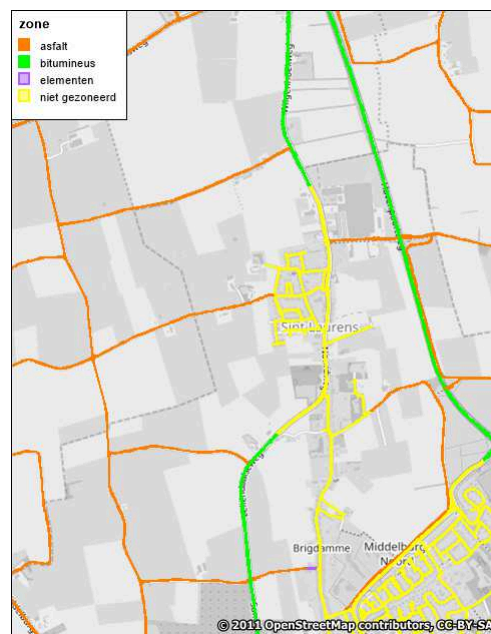 zone
asfalt
bitumineus
elementen
niet gezoneerd
Sint Laurens
Brigdamme
Middelburg
Noord
© 2011 OpenStreetMap contributors, CC-BY-SA